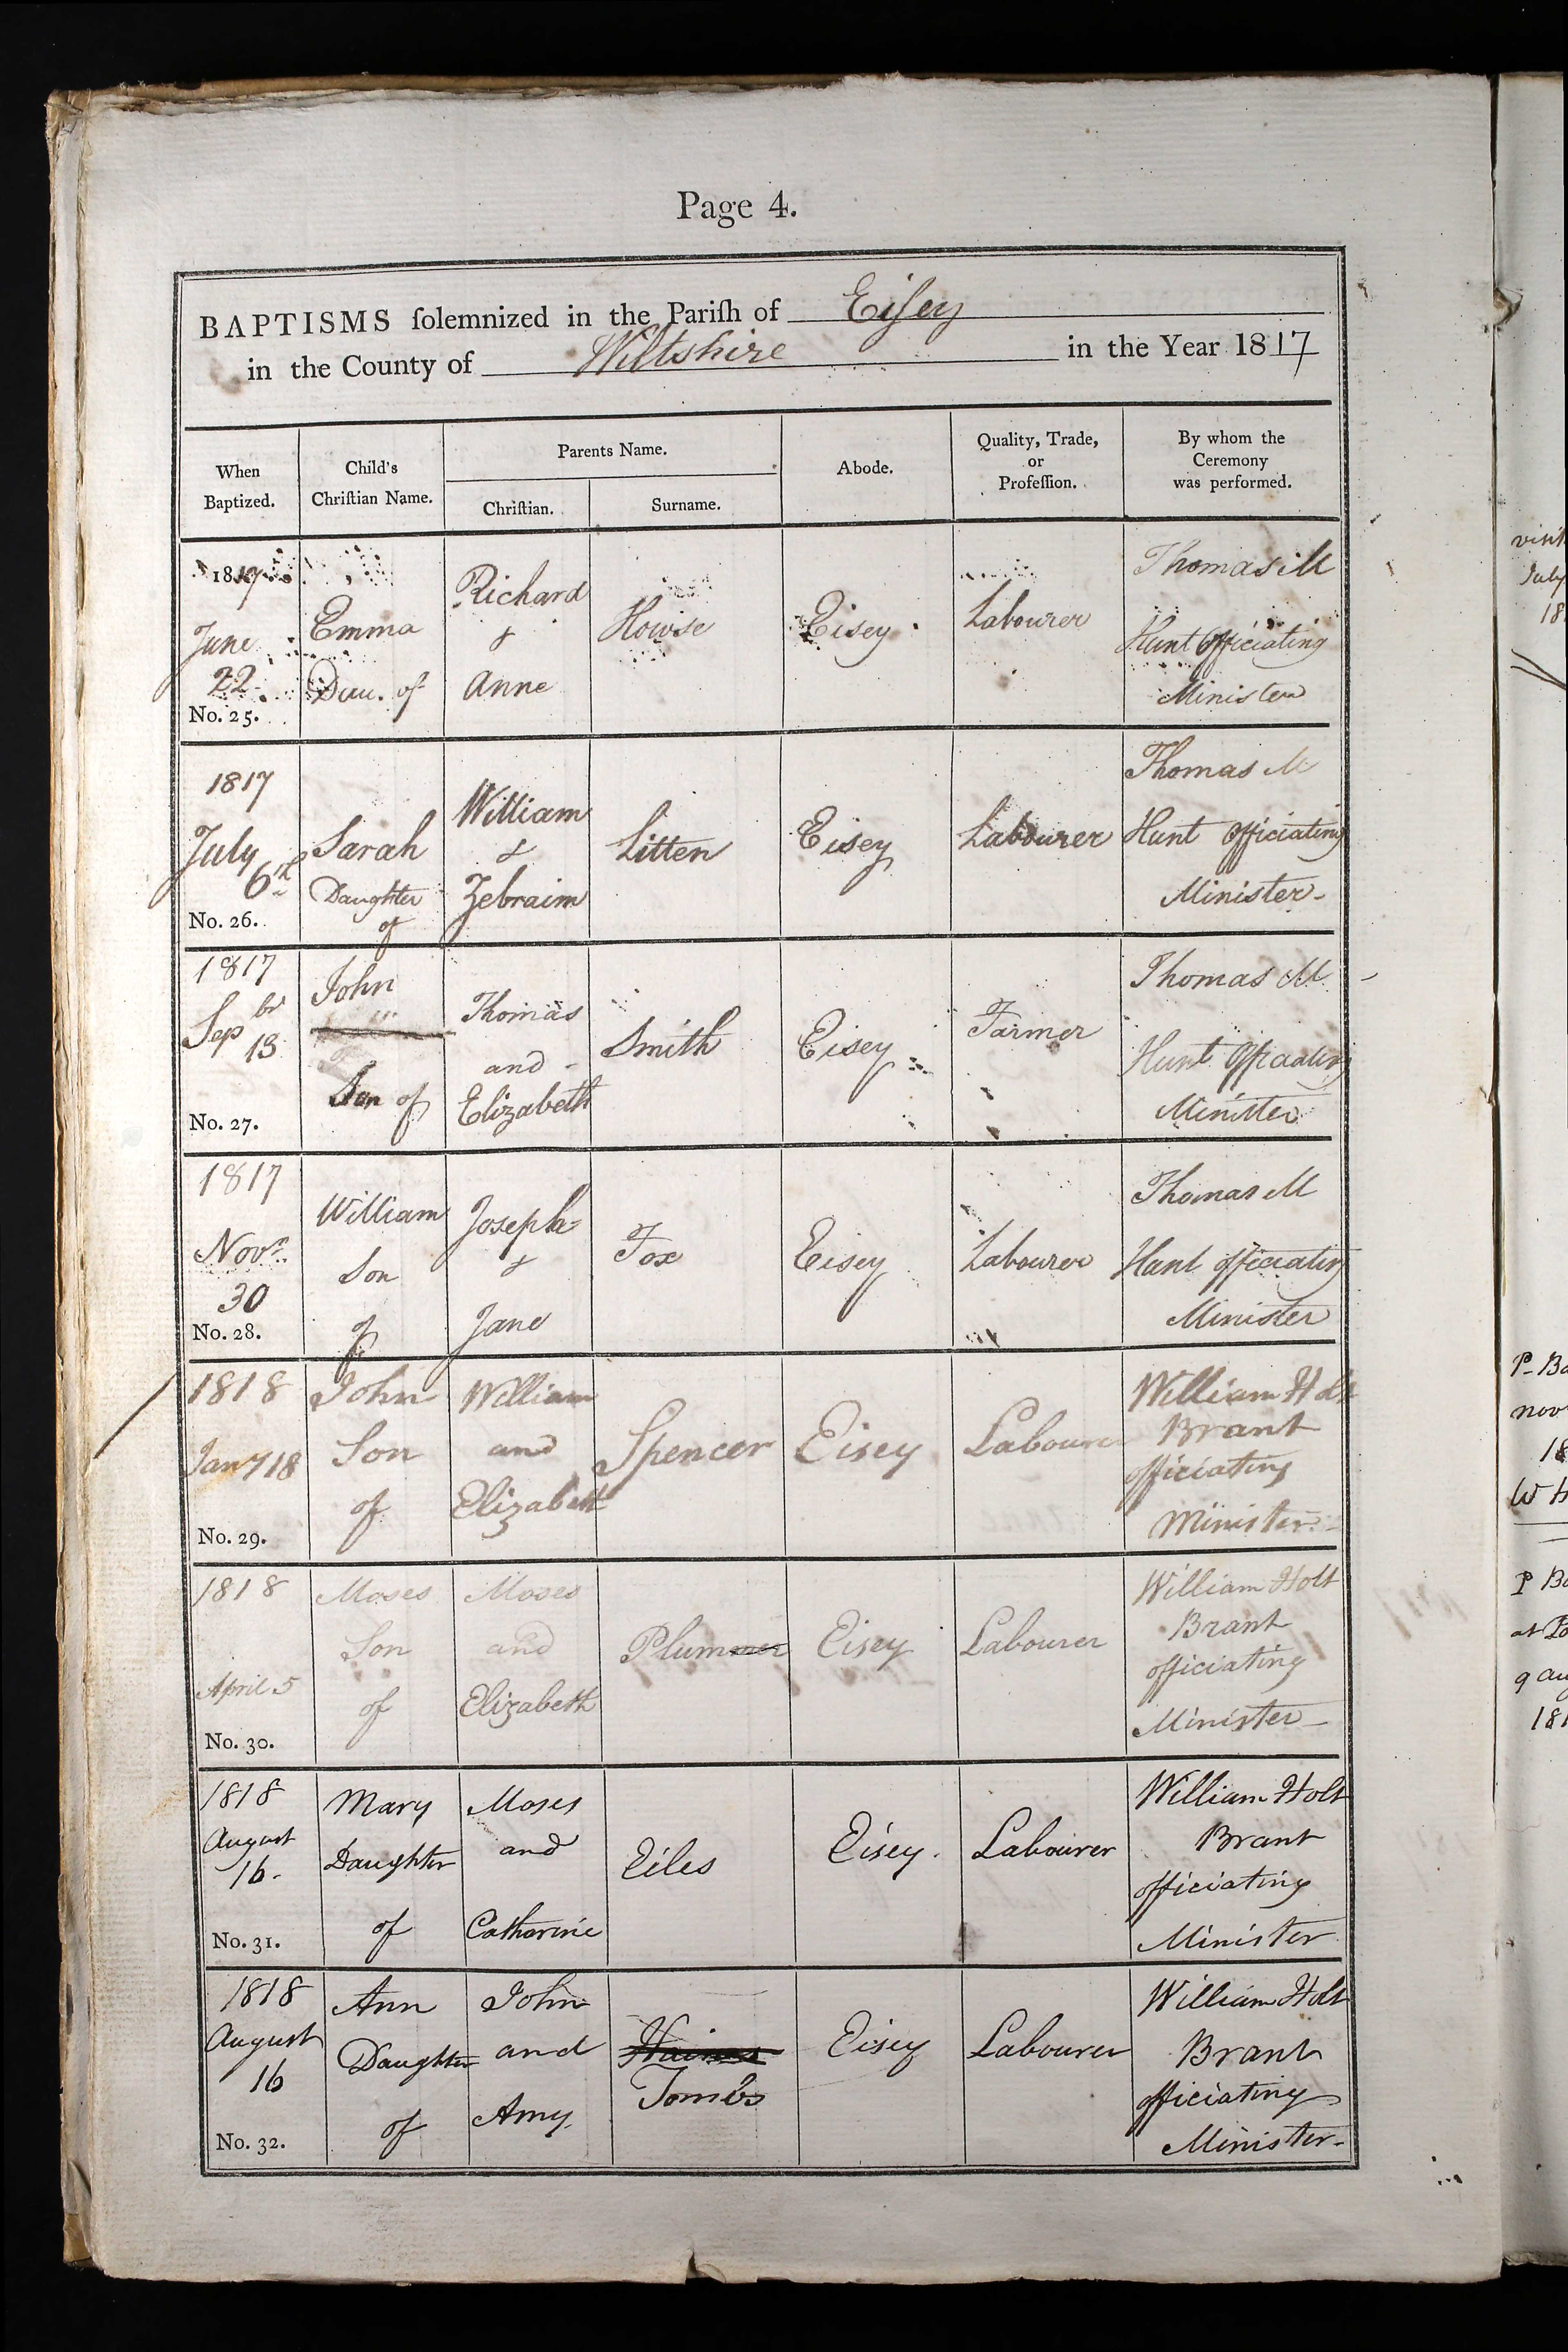 Page 4.
BAPTISMS ſolemnized in the Pariſh of Eiſey
in the County of Wiltshire in the Year 1817
When Baptized. Child's Chriſtian Name. Parents Name. Chriſtian. Surname. Abode. Quality, Trade, or Profeſſion. By whom the Ceremony was performed.
1817
June
22
No. 25.
Emma
Dau. of
Richard
&
Anne
Howse
Eisey
Labourer
Thomas M
Hunt Officiating
Minister
1817
July
6th
No. 26.
Sarah
Daughter
of
William
&
Zebraim
Litten
Eisey
Labourer
Thomas M
Hunt Officiating
Minister-
1817
Sepbr
13
No. 27.
John
Son of
Thomas
and
Elizabeth
Smith
Eisey
Farmer
Thomas M
Hunt Officiating
Minister
1817
Novr.
30
No. 28.
William
Son
of
Joseph
&
Jane
Fox
Eisey
Labourer
Thomas M
Hunt officiating
Minister
1818
Jany 18
No. 29.
John
Son
of
William
and
Elizabeth
Spencer
Eisey
Labourer
William Holt
Brant
officiating
Minister-
1818
April 5
No. 30.
Moses
Son
of
Moses
and
Elizabeth
Plummer
Eisey
Labourer
William Holt
Brant
officiating
Minister-
1818
August
16-
No. 31.
Mary
Daughter
of
Moses
and
Catharine
Eiles
Eisey.
Labourer
William Holt
Brant
officiating
Minister
1818
August
16
No. 32.
Ann
Daughter
of
John
and
Amy
Haines
Tombs
Eisey
Labourer
William Holt
Brant
officiating
Minister-
July
18
nov